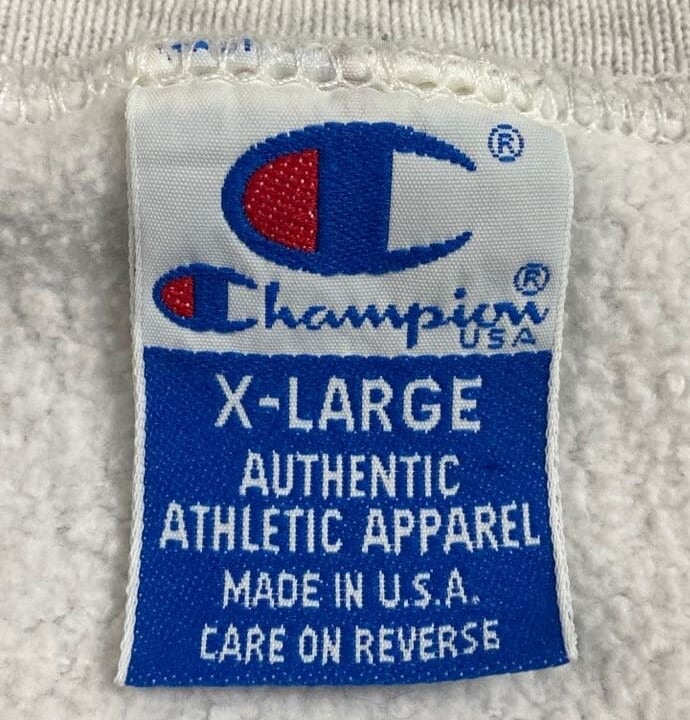 ®
Champion®
USA
X-LARGE
AUTHENTIC
ATHLETIC APPAREL
MADE IN U.S.A.
CARE ON REVERSE